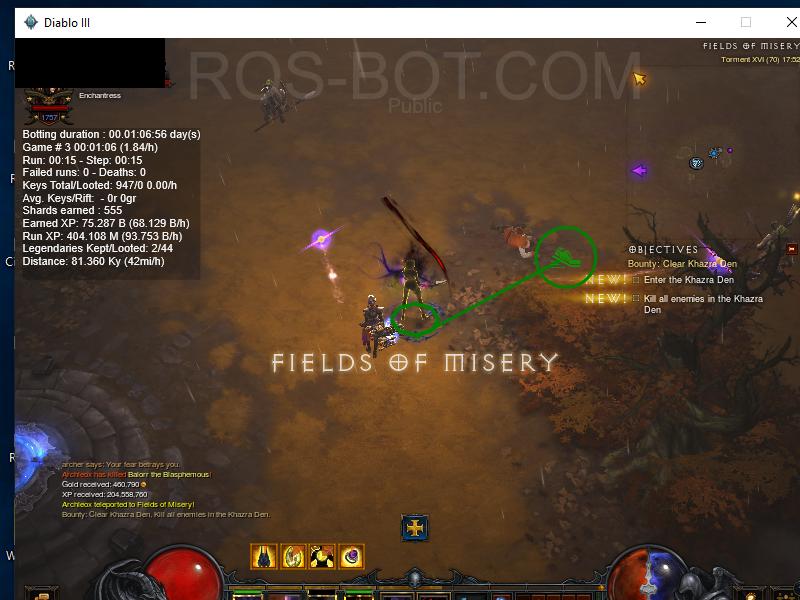 Diablo III
FIELDS OF MISERY
Torment XVI (70) 17:52
ROS-BOT.COM
Public
Enchantress
1757
Botting duration : 00.01:06:56 day(s)
Game # 3 00:01:06 (1.84/h)
Run: 00:15 - Step: 00:15
Failed runs: 0 - Deaths: 0
Keys Total/Looted: 947/0 0.00/h
Avg. Keys/Rift:  - 0r 0gr
Shards earned : 555
Earned XP: 75.287 B (68.129 B/h)
Run XP: 404.108 M (93.753 B/h)
Legendaries Kept/Looted: 2/44
Distance: 81.360 Ky (42mi/h)
OBJECTIVES
Bounty: Clear Khazra Den
NEW! Enter the Khazra Den
NEW! Kill all enemies in the Khazra
Den
FIELDS OF MISERY
archer says: Your fear betrays you.
Archleox has killed Balorr the Blasphemous!
Gold received: 460,790
XP received: 204,558,760
Archleox teleported to Fields of Misery!
Bounty: Clear Khazra Den, Kill all enemies in the Khazra Den.